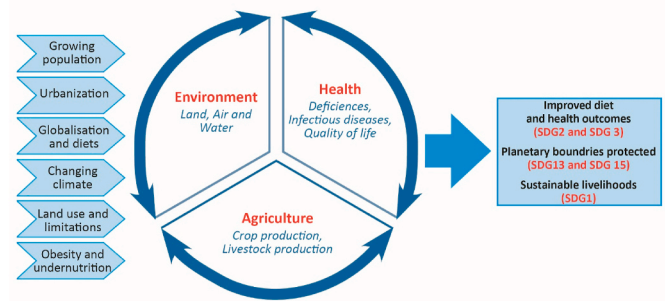 Growing
population
Urbanization
Globalisation
and diets
Changing
climate
Land use and
limitations
Obesity and
undernutrition
Environment
Land, Air and
Water
Health
Deficiences,
Infectious diseases,
Quality of life
Agriculture
Crop production,
Livestock production
Improved diet
and health outcomes
(SDG2 and SDG 3)
Planetary boundries protected
(SDG13 and SDG 15)
Sustainable livelihoods
(SDG1)